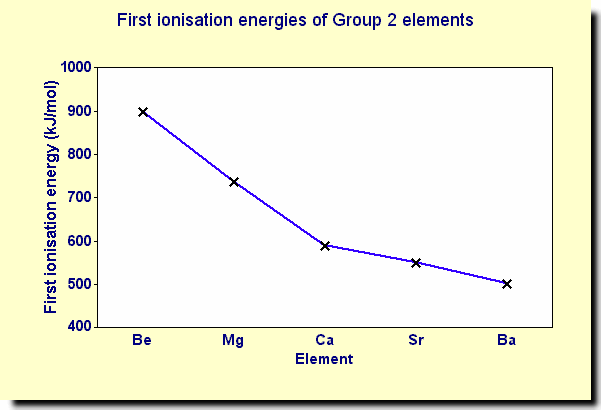 First ionisation energies of Group 2 elements
First ionisation energy (kJ/mol)
1000
900
800
700
600
500
400
Be Mg Ca Sr Ba
Element